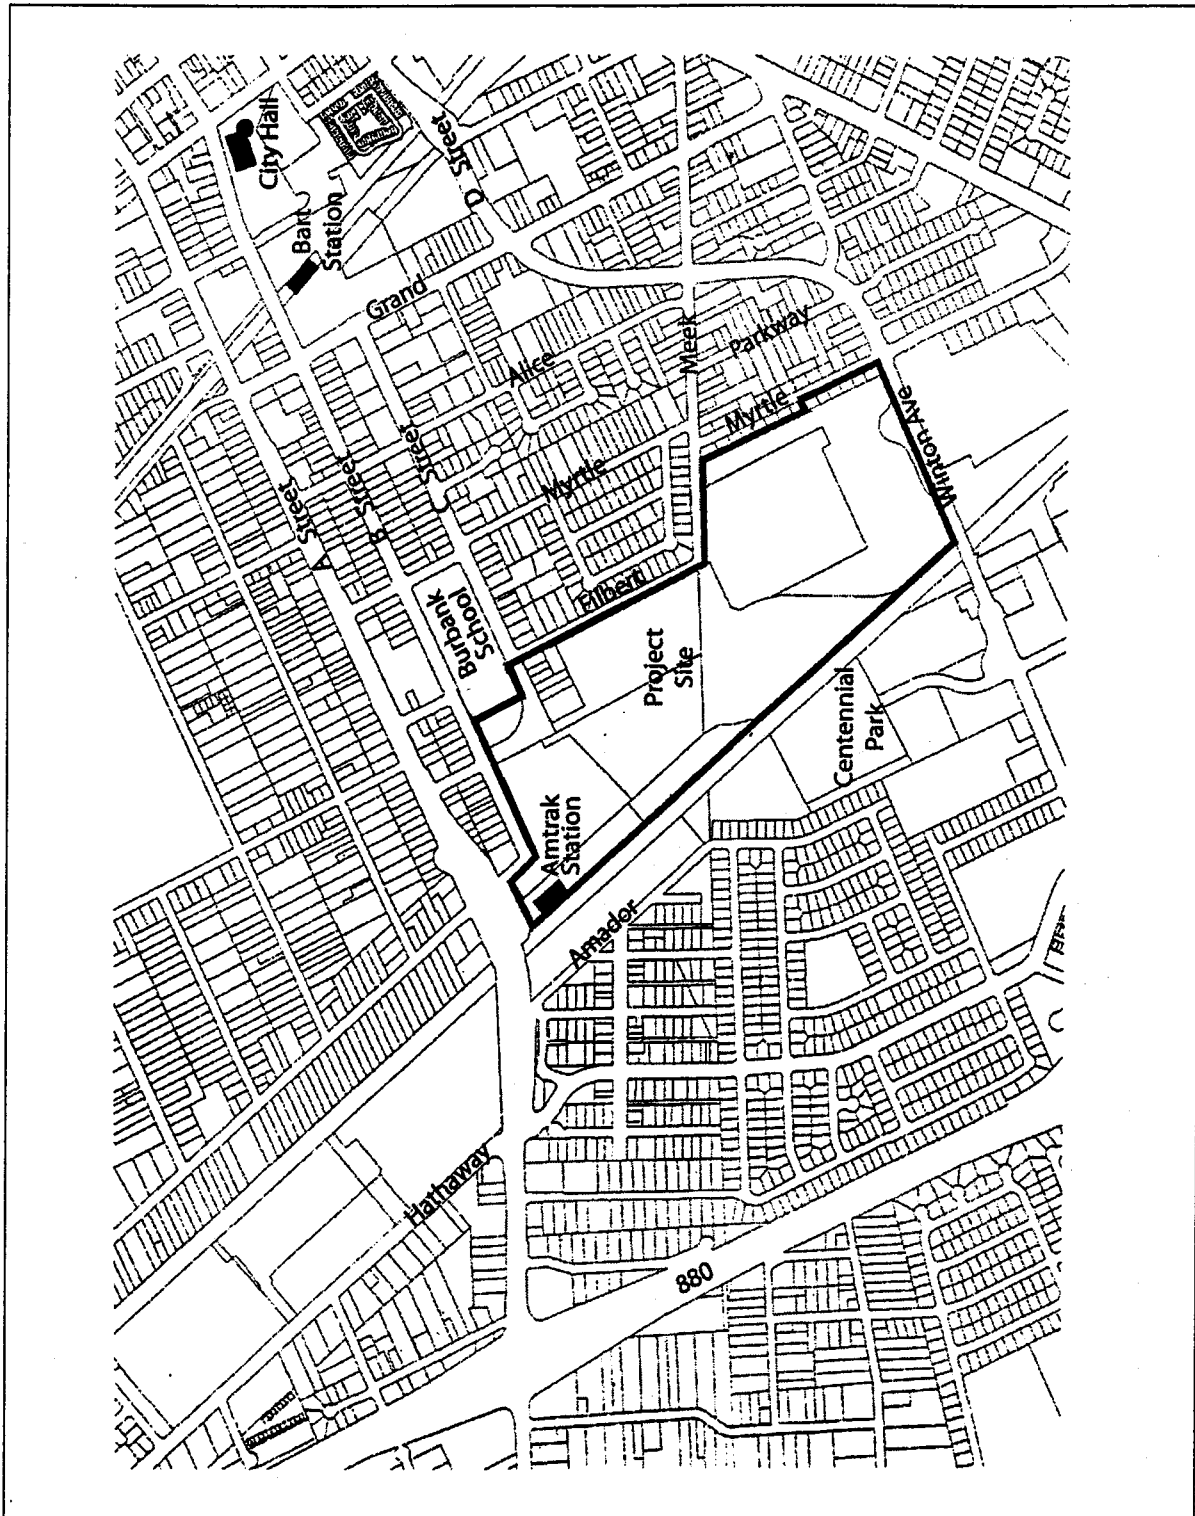 City Hall
Bart
Station
D Street
Grand
Alice
Meek
Parkway
Myrtle
Winton Ave
A Street
B Street
C Street
Myrtle
Filbert
Burbank
School
Project
Site
Centennial
Park
Amtrak
Station
Amador
Hathaway
880